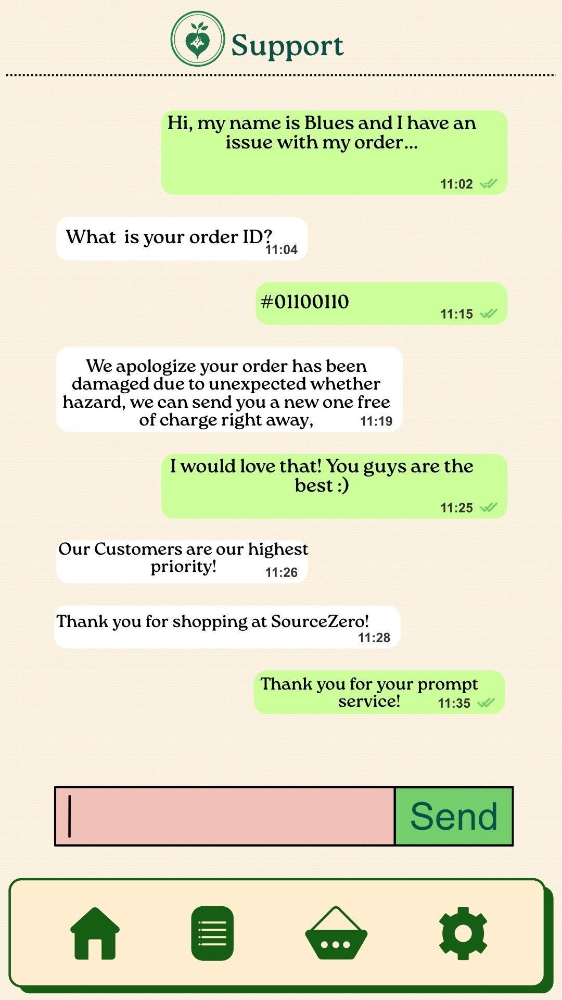 Support
Hi, my name is Blues and I have an
issue with my order...
11:02
What is your order ID?
11:04
#01100110
11:15
We apologize your order has been
damaged due to unexpected whether
hazard, we can send you a new one free
of charge right away,
11:19
I would love that! You guys are the
best :)
11:25
Our Customers are our highest
priority!
11:26
Thank you for shopping at SourceZero!
11:28
Thank you for your prompt
service!
11:35
Send